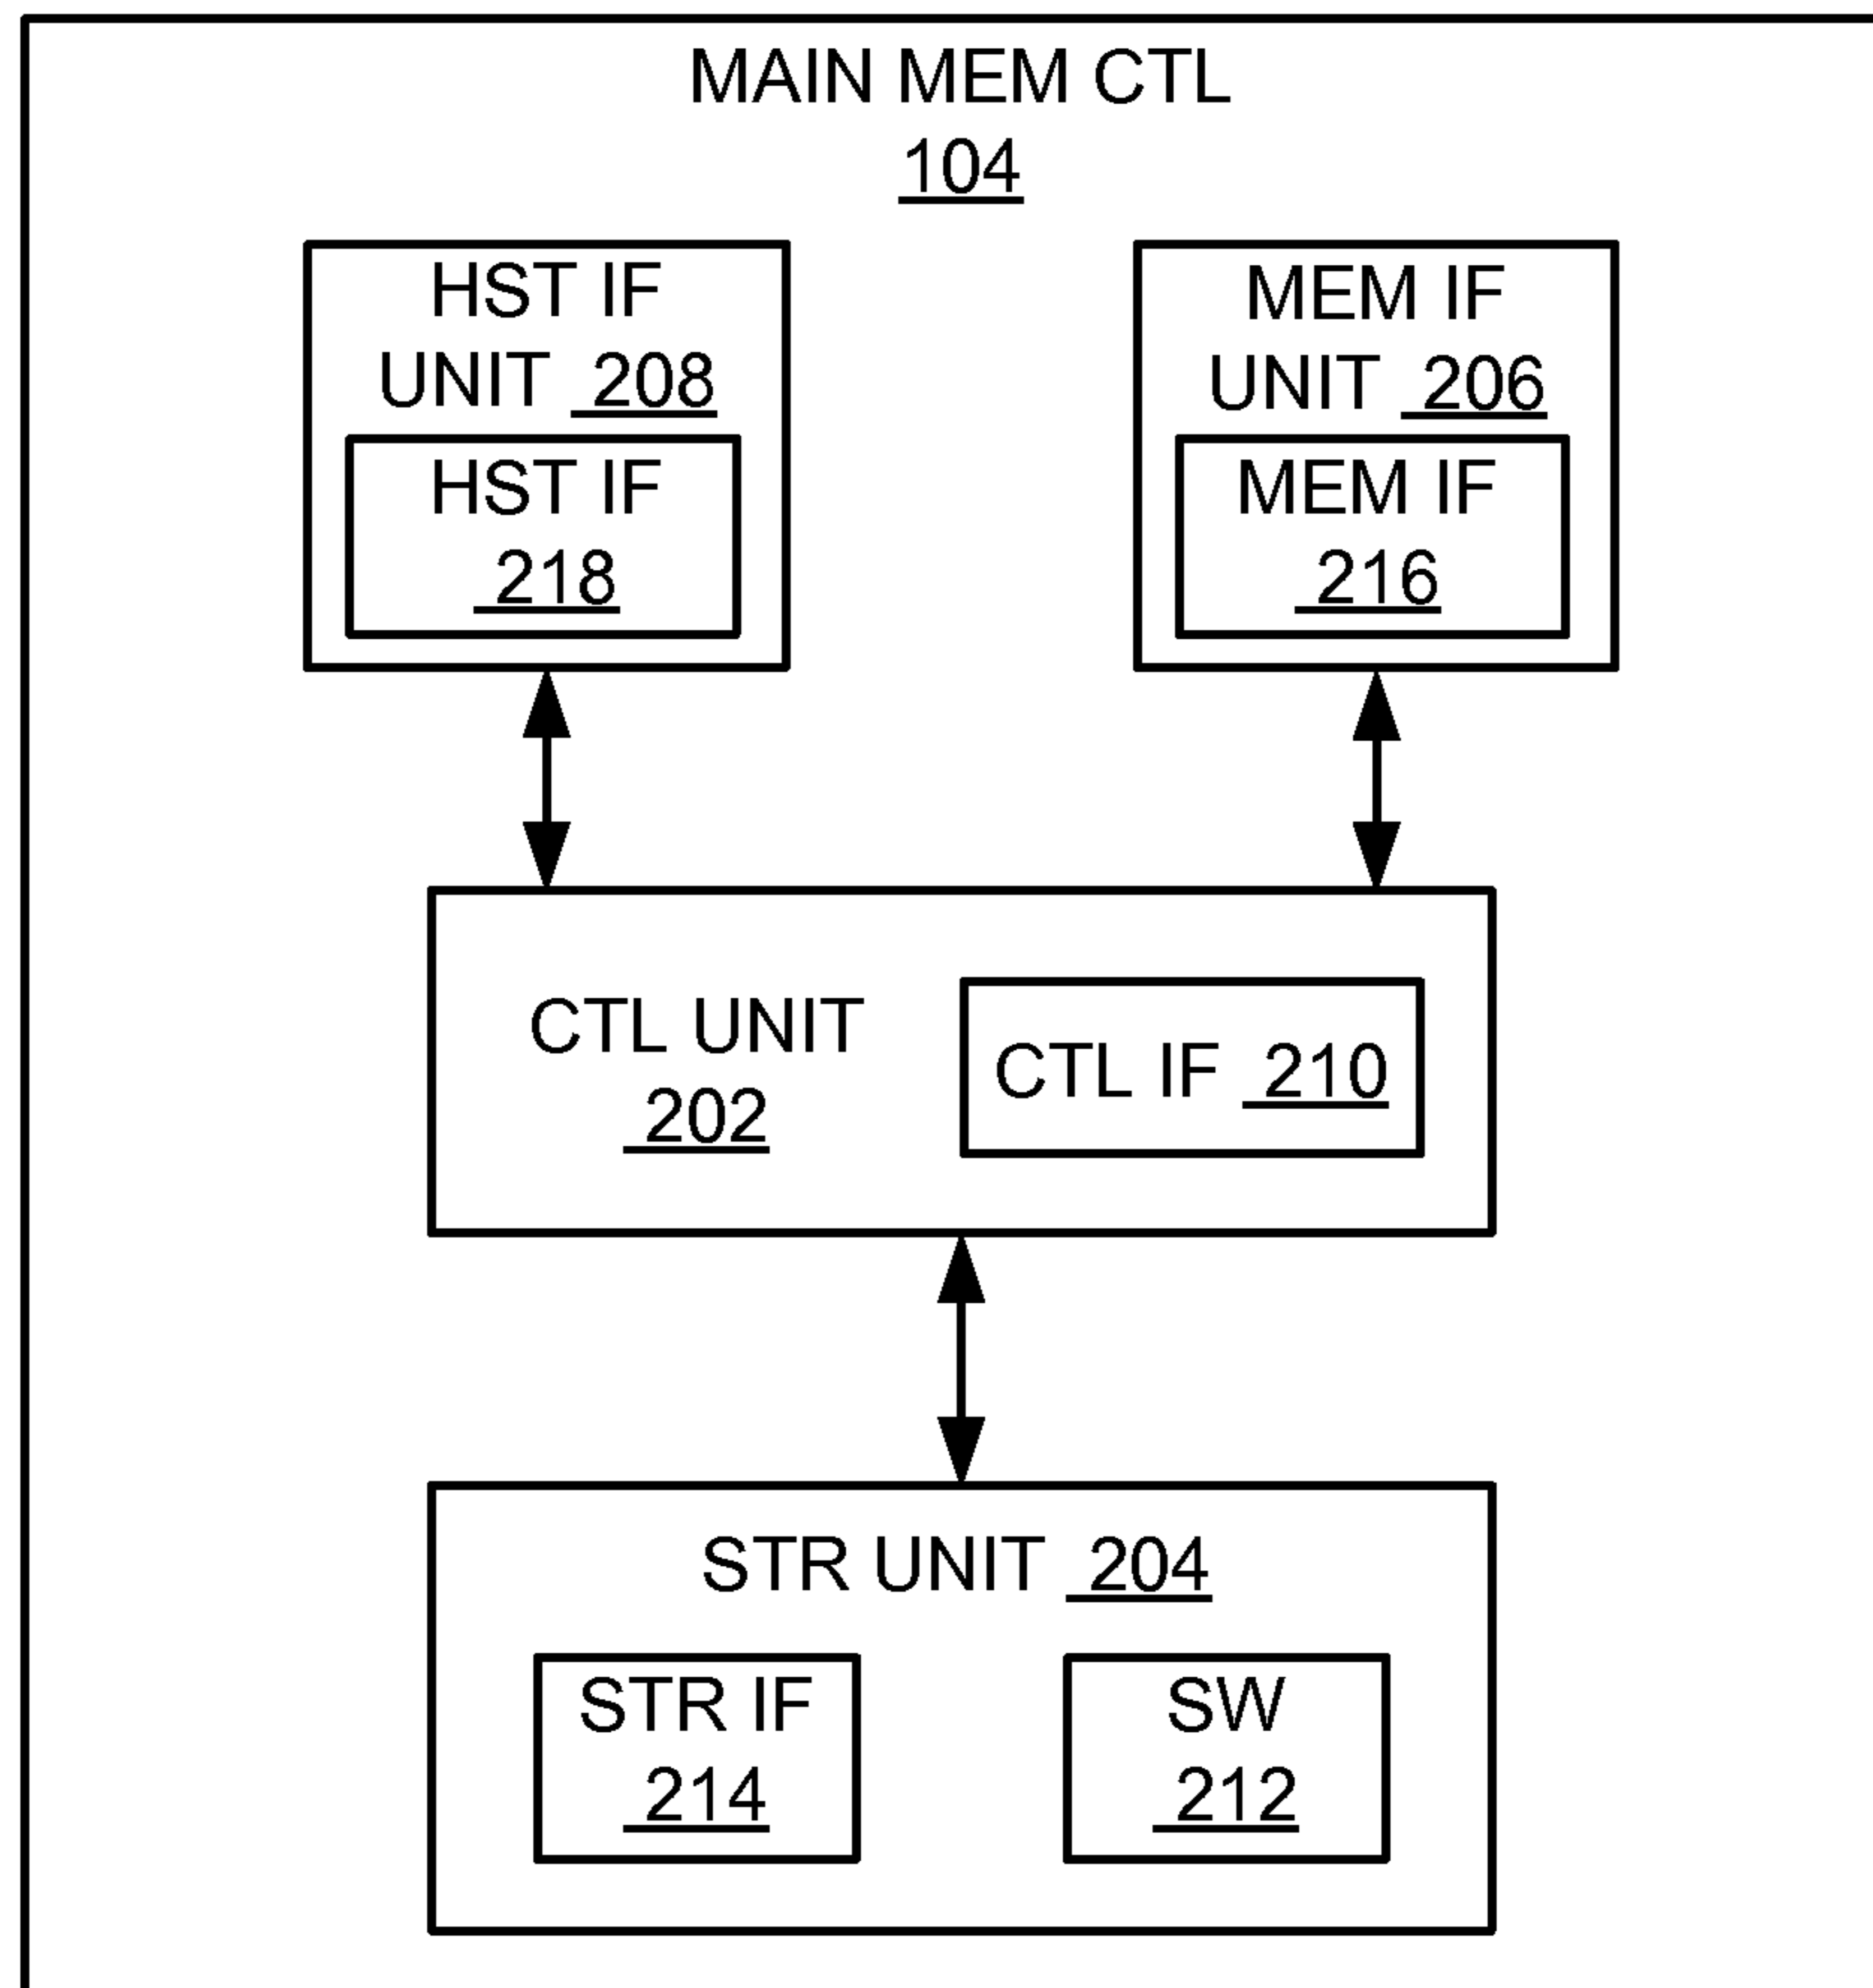 MAIN MEM CTL
104
HST IF
UNIT 208
HST IF
218
MEM IF
UNIT 206
MEM IF
216
CTL UNIT
202
CTL IF 210
STR UNIT 204
STR IF
214
SW
212